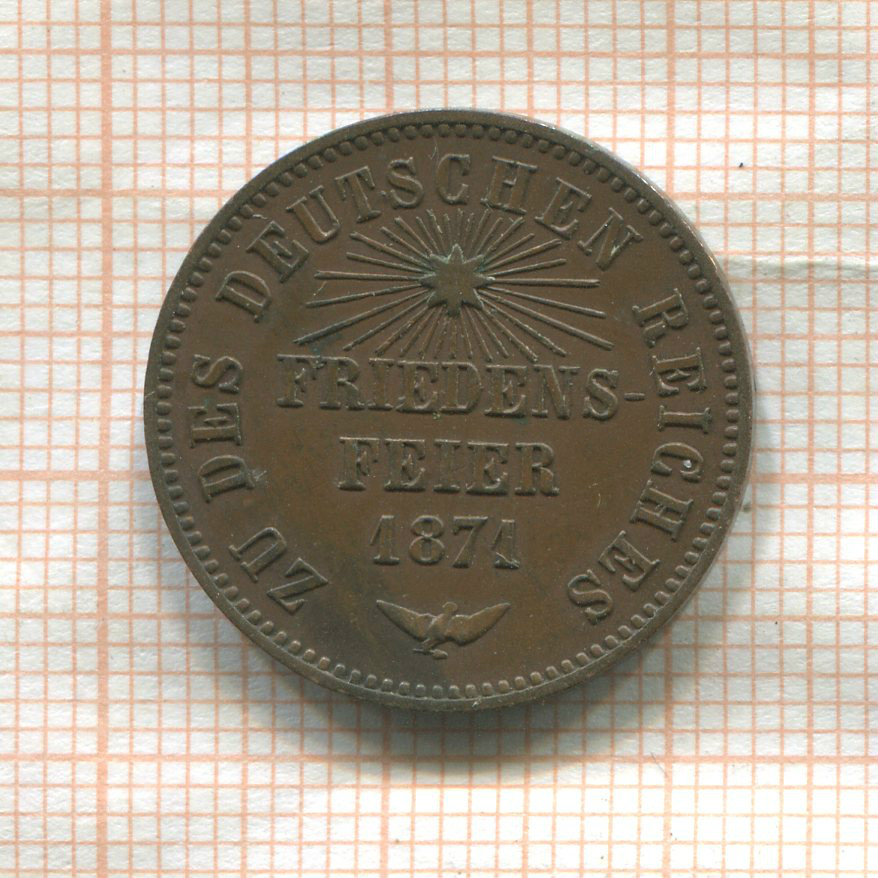 ZU DES DEUTSCHEN REICHES
FRIEDENS-
FEIER
1871